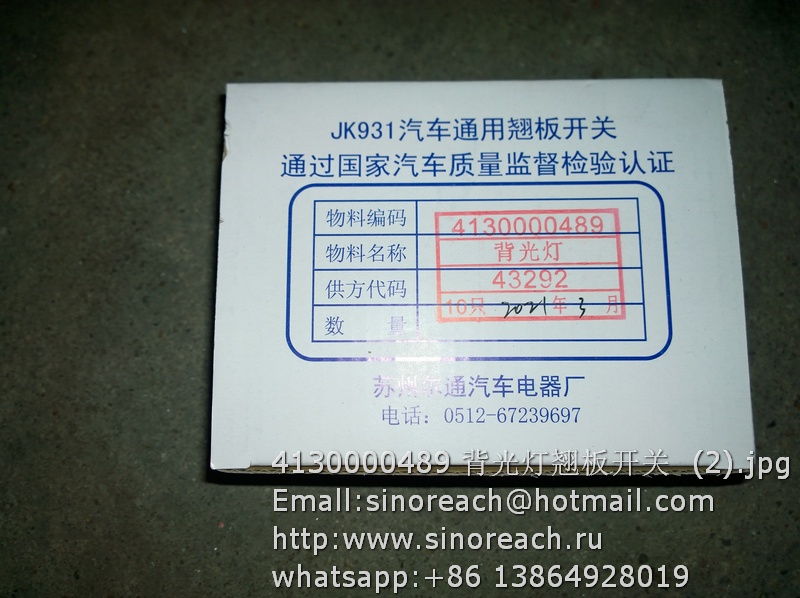 JK931汽车通用翘板开关
通过国家汽车质量监督检验认证
物料编码 4130000489
物料名称 背光灯
供方代码 43292
数 量 10只 2021年3月
苏州尔通汽车电器厂
电话：0512-67239697
4130000489 背光灯翘板开关 (2).jpg
Email:sinoreach@hotmail.com
http:www.sinoreach.ru
whatsapp:+86 13864928019